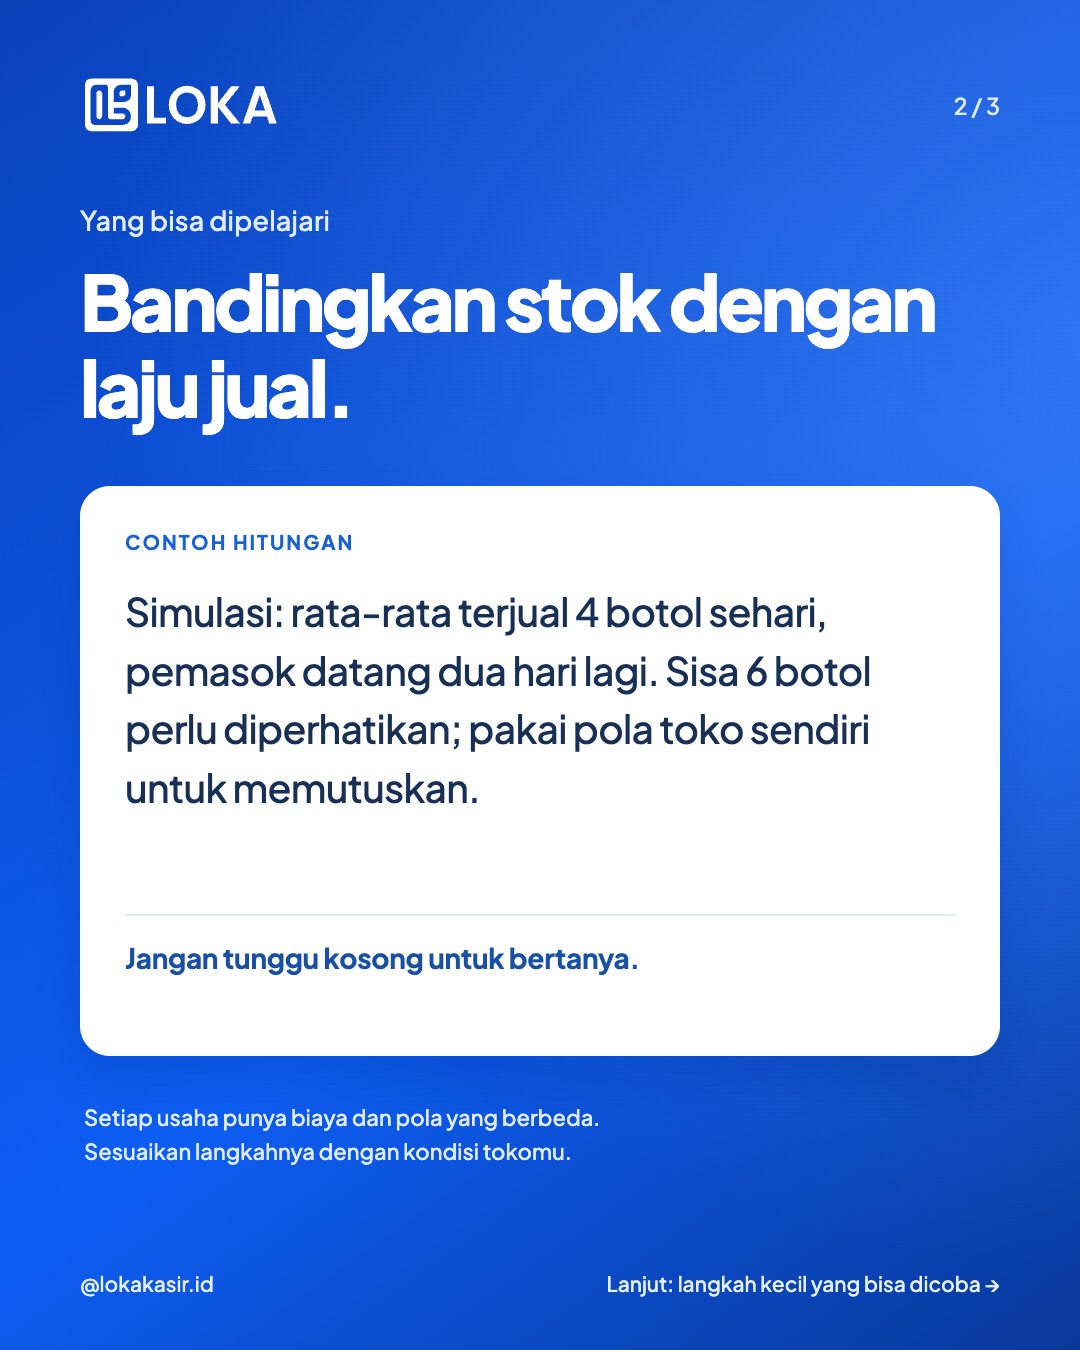 LOKA
2 / 3
Yang bisa dipelajari
Bandingkan stok dengan
laju jual.
CONTOH HITUNGAN
Simulasi: rata-rata terjual 4 botol sehari,
pemasok datang dua hari lagi. Sisa 6 botol
perlu diperhatikan; pakai pola toko sendiri
untuk memutuskan.
Jangan tunggu kosong untuk bertanya.
Setiap usaha punya biaya dan pola yang berbeda.
Sesuaikan langkahnya dengan kondisi tokomu.
@lokakasir.id
Lanjut: langkah kecil yang bisa dicoba →